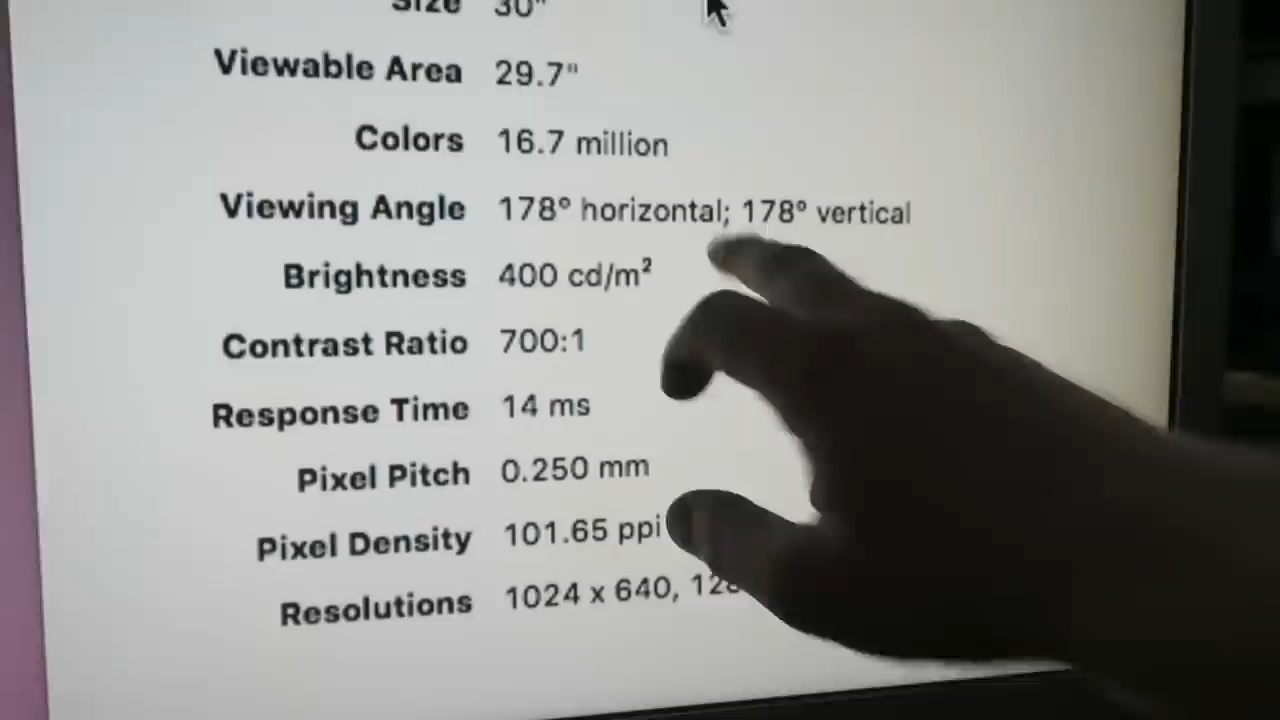 Size 30"
Viewable Area 29.7"
Colors 16.7 million
Viewing Angle 178° horizontal; 178° vertical
Brightness 400 cd/m²
Contrast Ratio 700:1
Response Time 14 ms
Pixel Pitch 0.250 mm
Pixel Density 101.65 ppi
Resolutions 1024 x 640,